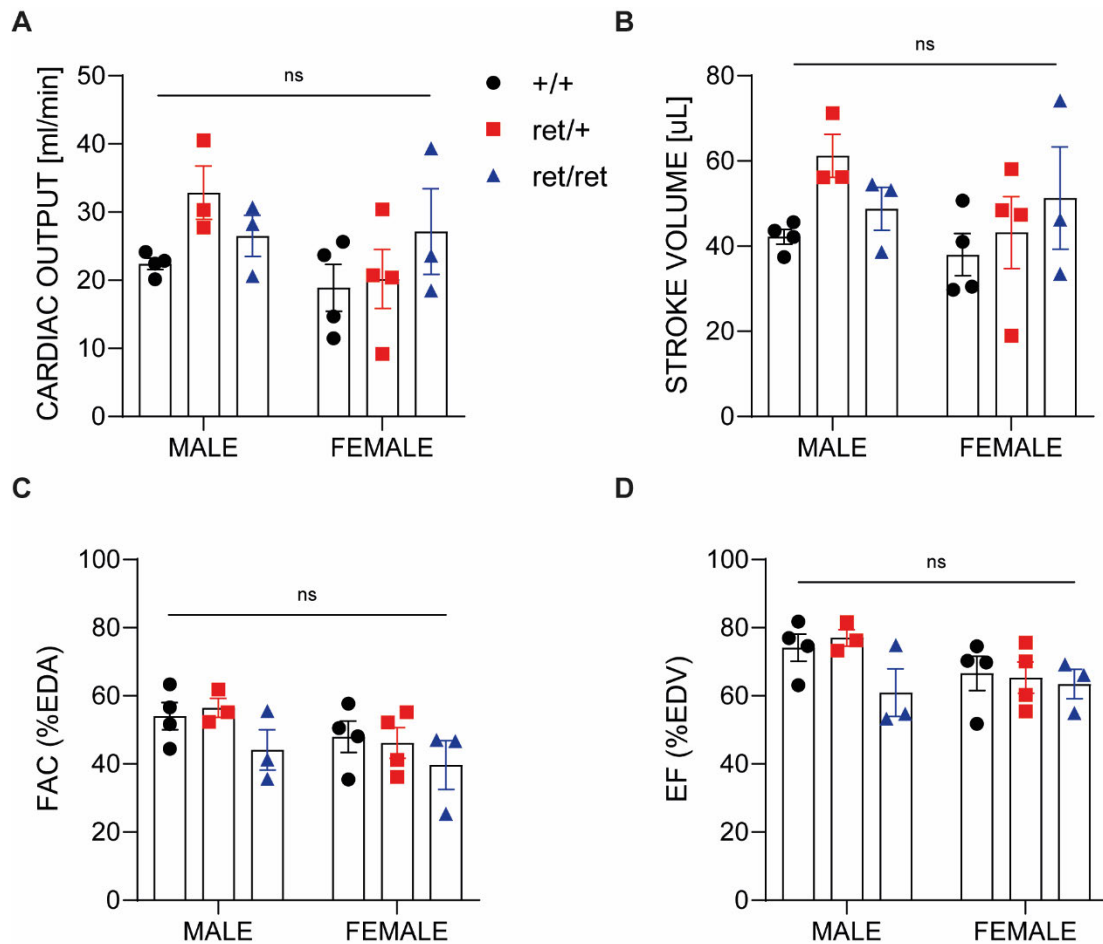 A
CARDIAC OUTPUT [ml/min]
50
40
30
20
10
0
ns
MALE
FEMALE
+/+
ret/+
ret/ret
B
STROKE VOLUME [uL]
80
60
40
20
0
ns
MALE
FEMALE
C
FAC (%EDA)
100
80
60
40
20
0
ns
MALE
FEMALE
D
EF (%EDV)
100
80
60
40
20
0
ns
MALE
FEMALE